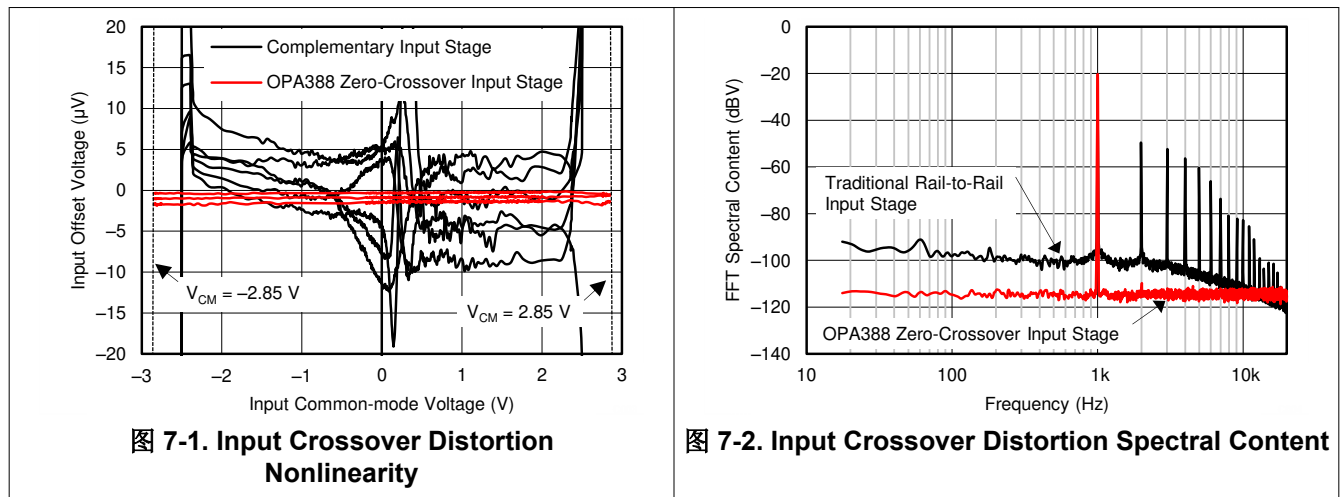 20
15
10
5
0
–5
–10
–15
–20
Input Offset Voltage (µV)
Complementary Input Stage
OPA388 Zero-Crossover Input Stage
V_CM = –2.85 V
V_CM = 2.85 V
–3
–2
–1
0
1
2
3
Input Common-mode Voltage (V)
图 7-1. Input Crossover Distortion
Nonlinearity
0
–20
–40
–60
–80
–100
–120
–140
FFT Spectral Content (dBV)
Traditional Rail-to-Rail
Input Stage
OPA388 Zero-Crossover Input Stage
10
100
1k
10k
Frequency (Hz)
图 7-2. Input Crossover Distortion Spectral Content